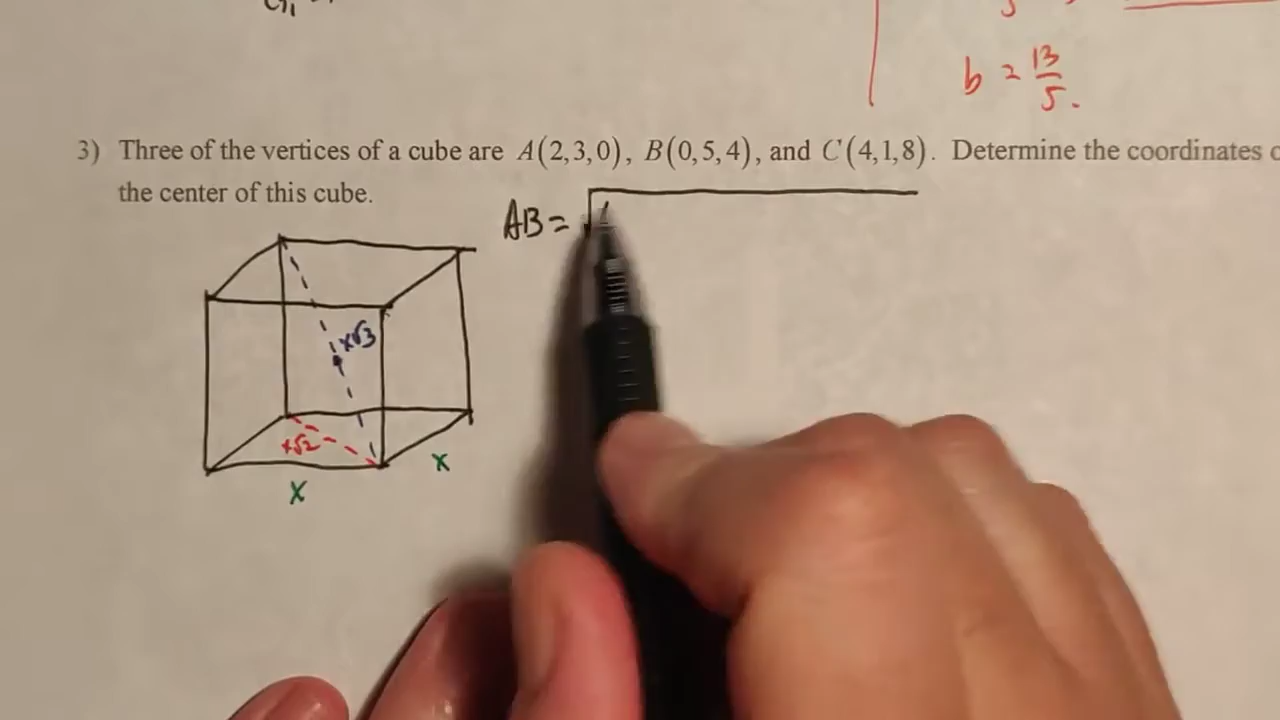 b = 13/5.
3) Three of the vertices of a cube are A(2,3,0), B(0,5,4), and C(4,1,8). Determine the coordinates
the center of this cube.
AB = √
x√3
x√2
x
x